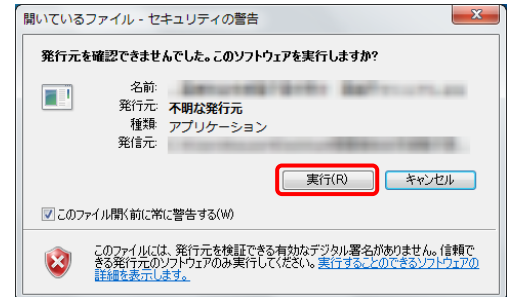 開いているファイル - セキュリティの警告
発行元を確認できませんでした。このソフトウェアを実行しますか?
名前:
発行元: 不明な発行元
種類: アプリケーション
発信元:
実行(R)
キャンセル
このファイル開く前に常に警告する(W)
このファイルには、発行元を検証できる有効なデジタル署名がありません。信頼で
きる発行元のソフトウェアのみ実行してください。実行することのできるソフトウェアの
詳細を表示します。